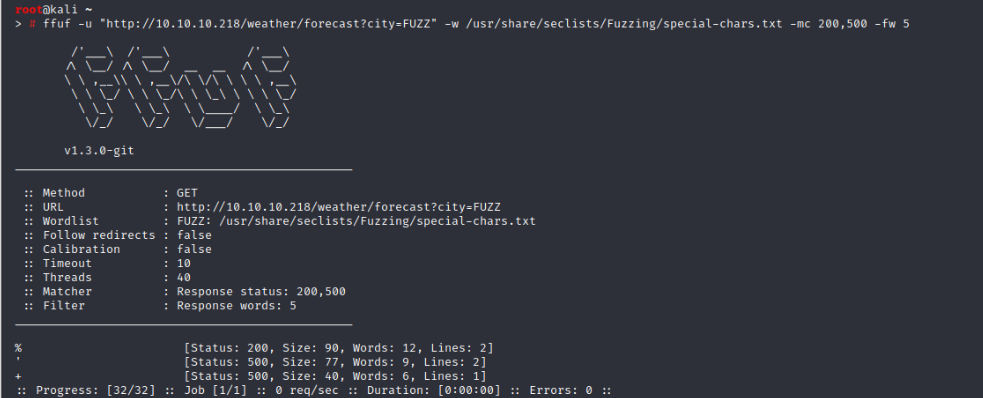 root@kali ~
> # ffuf -u "http://10.10.10.218/weather/forecast?city=FUZZ" -w /usr/share/seclists/Fuzzing/special-chars.txt -mc 200,500 -fw 5
v1.3.0-git
:: Method : GET
:: URL : http://10.10.10.218/weather/forecast?city=FUZZ
:: Wordlist : FUZZ: /usr/share/seclists/Fuzzing/special-chars.txt
:: Follow redirects : false
:: Calibration : false
:: Timeout : 10
:: Threads : 40
:: Matcher : Response status: 200,500
:: Filter : Response words: 5
% [Status: 200, Size: 90, Words: 12, Lines: 2]
' [Status: 500, Size: 77, Words: 9, Lines: 2]
+ [Status: 500, Size: 40, Words: 6, Lines: 1]
:: Progress: [32/32] :: Job [1/1] :: 0 req/sec :: Duration: [0:00:00] :: Errors: 0 ::